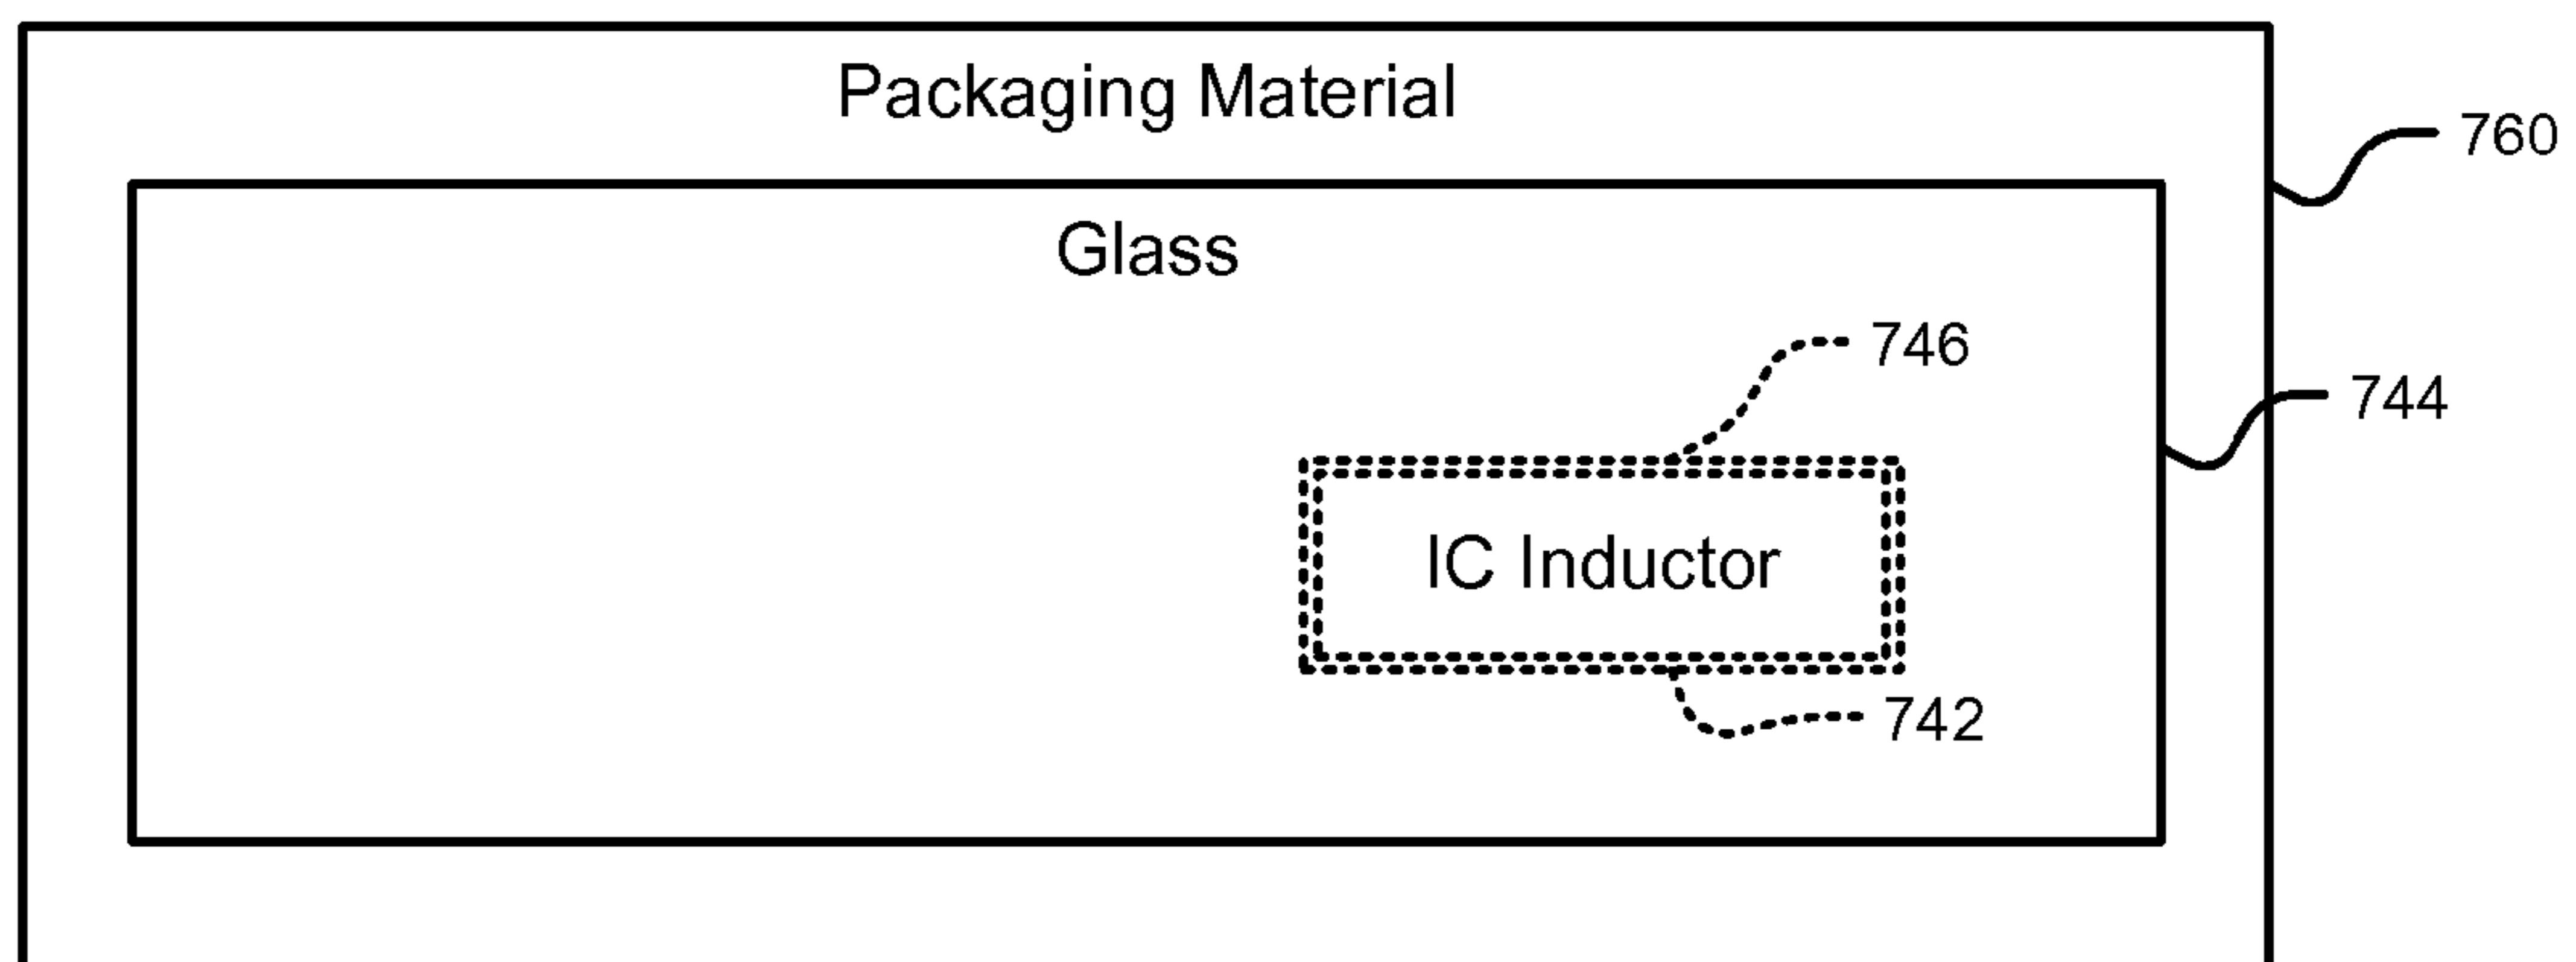 Packaging Material
760
Glass
746
744
IC Inductor
742